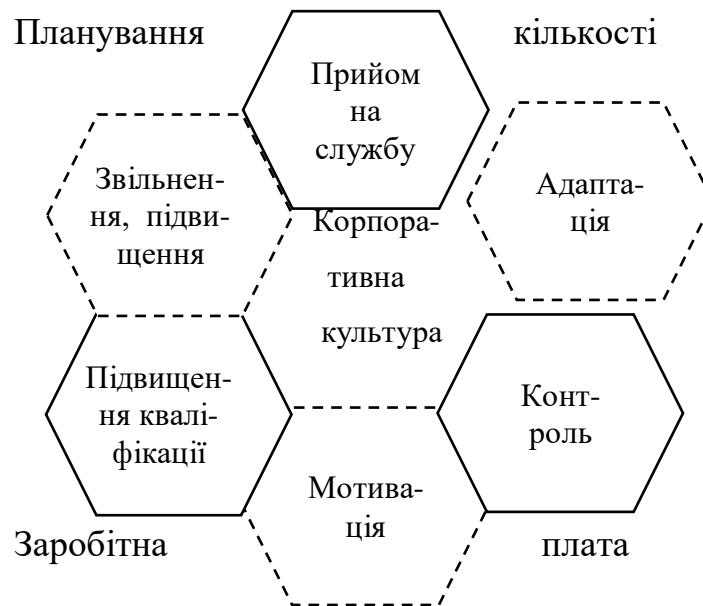 Планування кількості
Прийом
на
службу
Звільнен-
ня, підви-
щення
Адапта-
ція
Корпора-
тивна
культура
Підвищен-
ня квалі-
фікації
Конт-
роль
Мотива-
ція
Заробітна плата